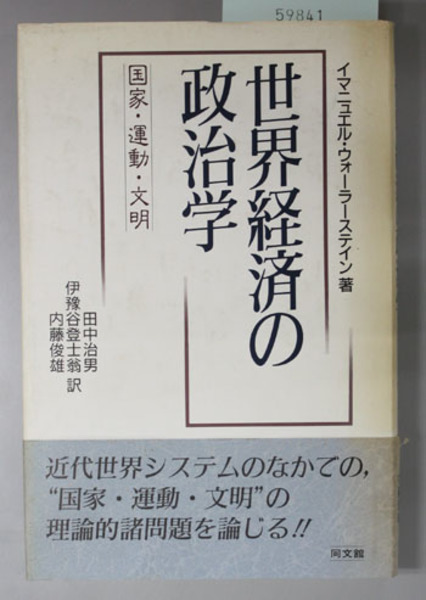 59841
イマニュエル・ウォーラーステイン著
世界経済の
政治学
国家・運動・文明
田中治男
伊豫谷登士翁 訳
内藤俊雄
近代世界システムのなかでの,
“国家・運動・文明”の
理論的諸問題を論じる!!
同文舘